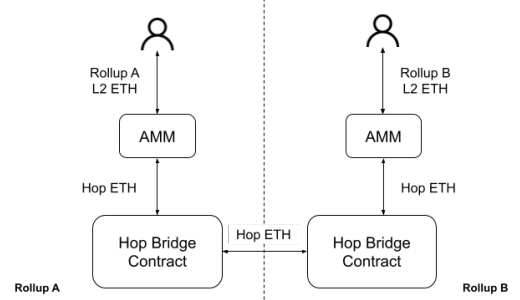 Rollup A
L2 ETH
Rollup B
L2 ETH
AMM
AMM
Hop ETH
Hop ETH
Hop Bridge
Contract
Hop ETH
Hop Bridge
Contract
Rollup A
Rollup B